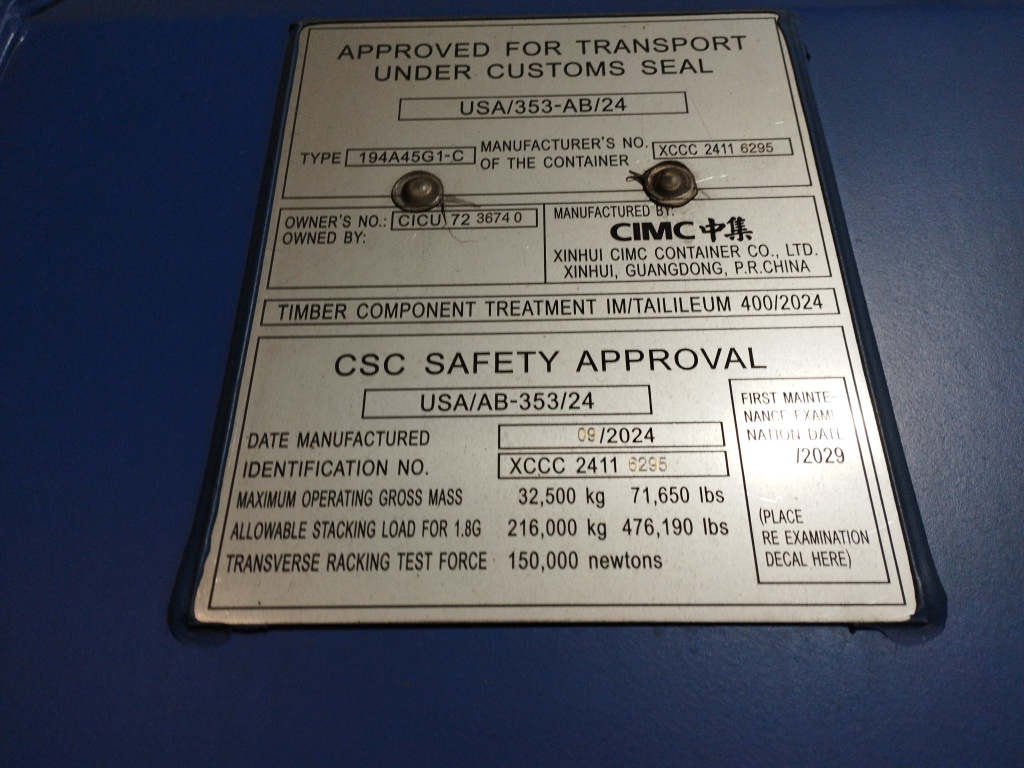 APPROVED FOR TRANSPORT
UNDER CUSTOMS SEAL
USA/353-AB/24
TYPE 194A45G1-C
MANUFACTURER'S NO.
OF THE CONTAINER
XCCC 2411 6295
OWNER'S NO.: CICU 72 3674 0
OWNED BY:
MANUFACTURED BY:
CIMC 中集
XINHUI CIMC CONTAINER CO., LTD.
XINHUI, GUANGDONG, P.R.CHINA
TIMBER COMPONENT TREATMENT IM/TAILILEUM 400/2024
CSC SAFETY APPROVAL
USA/AB-353/24
DATE MANUFACTURED 09/2024
IDENTIFICATION NO. XCCC 2411 6295
MAXIMUM OPERATING GROSS MASS 32,500 kg 71,650 lbs
ALLOWABLE STACKING LOAD FOR 1.8G 216,000 kg 476,190 lbs
TRANSVERSE RACKING TEST FORCE 150,000 newtons
FIRST MAINTE-
NANCE EXAMI
NATION DATE
/2029
(PLACE
RE EXAMINATION
DECAL HERE)